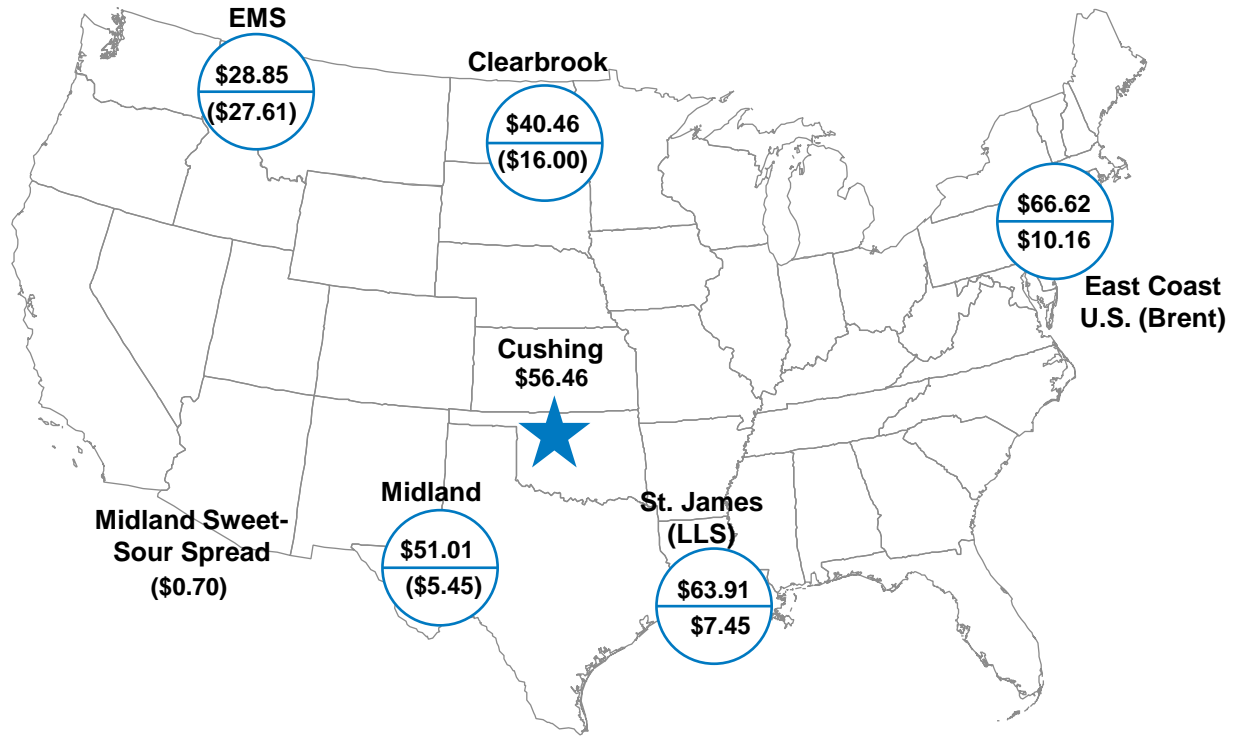 EMS
$28.85
($27.61)
Clearbrook
$40.46
($16.00)
$66.62
$10.16
East Coast
U.S. (Brent)
Cushing
$56.46
Midland
$51.01
($5.45)
Midland Sweet-
Sour Spread
($0.70)
St. James
(LLS)
$63.91
$7.45